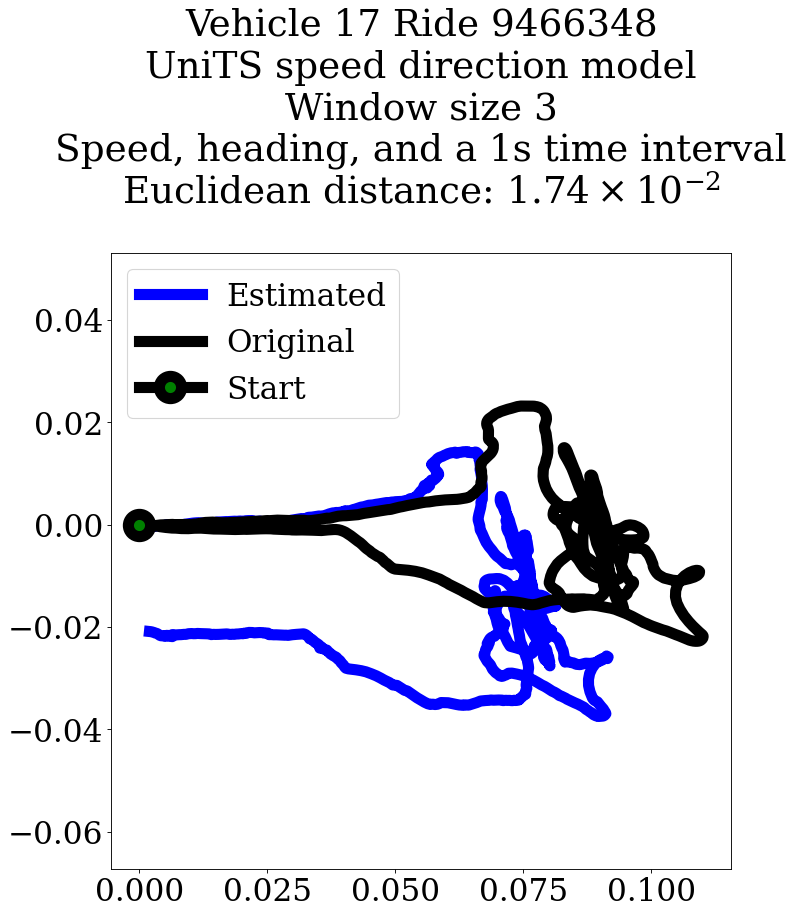 Vehicle 17 Ride 9466348
UniTS speed direction model
Window size 3
Speed, heading, and a 1s time interval
Euclidean distance: 1.74 × 10⁻²
Estimated
Original
Start
0.04
0.02
0.00
−0.02
−0.04
−0.06
0.000 0.025 0.050 0.075 0.100